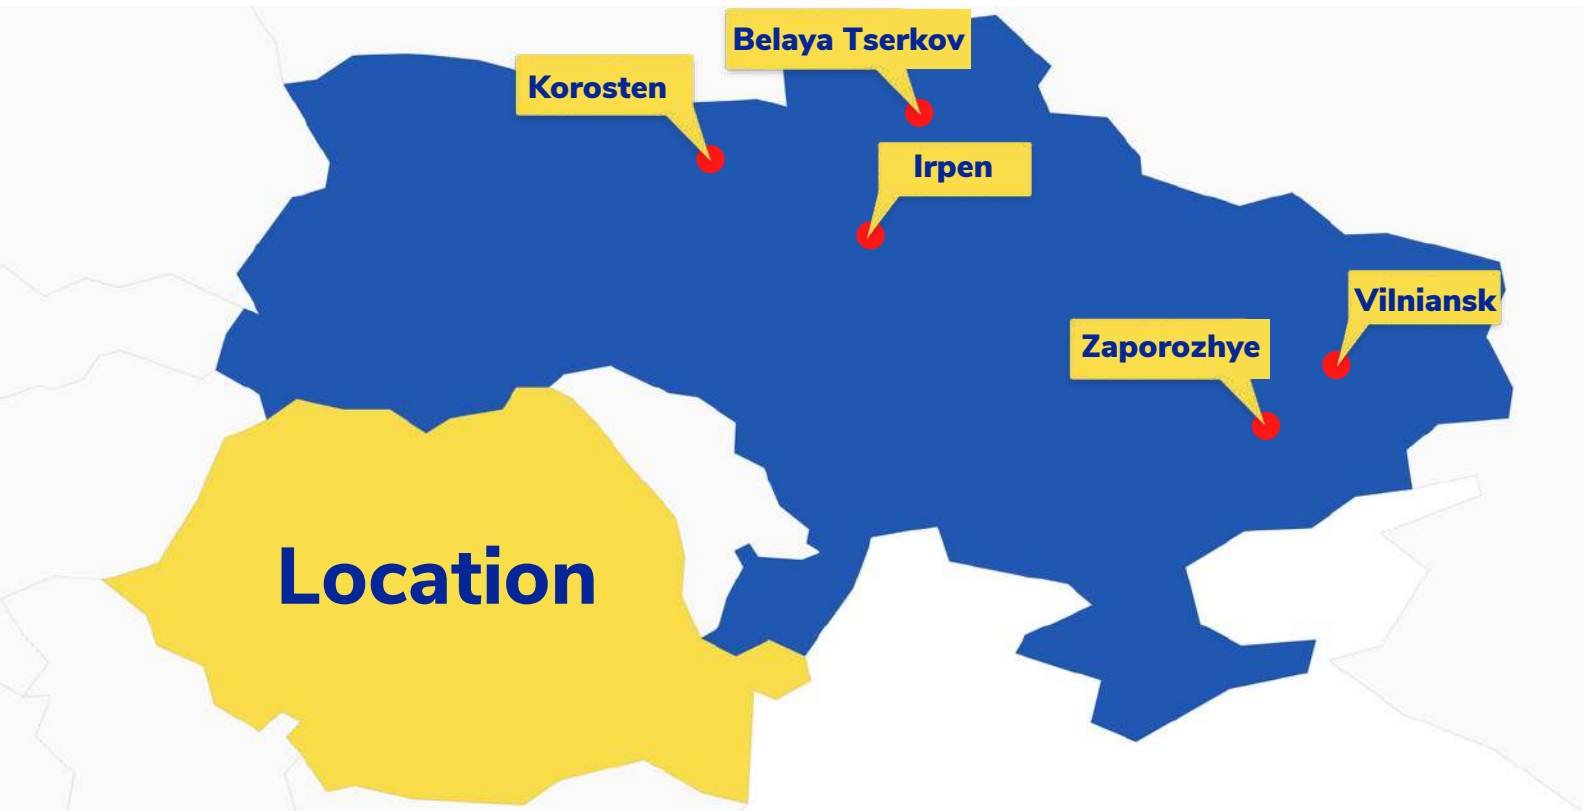 Belaya Tserkov
Korosten
Irpen
Vilniansk
Zaporozhye
Location